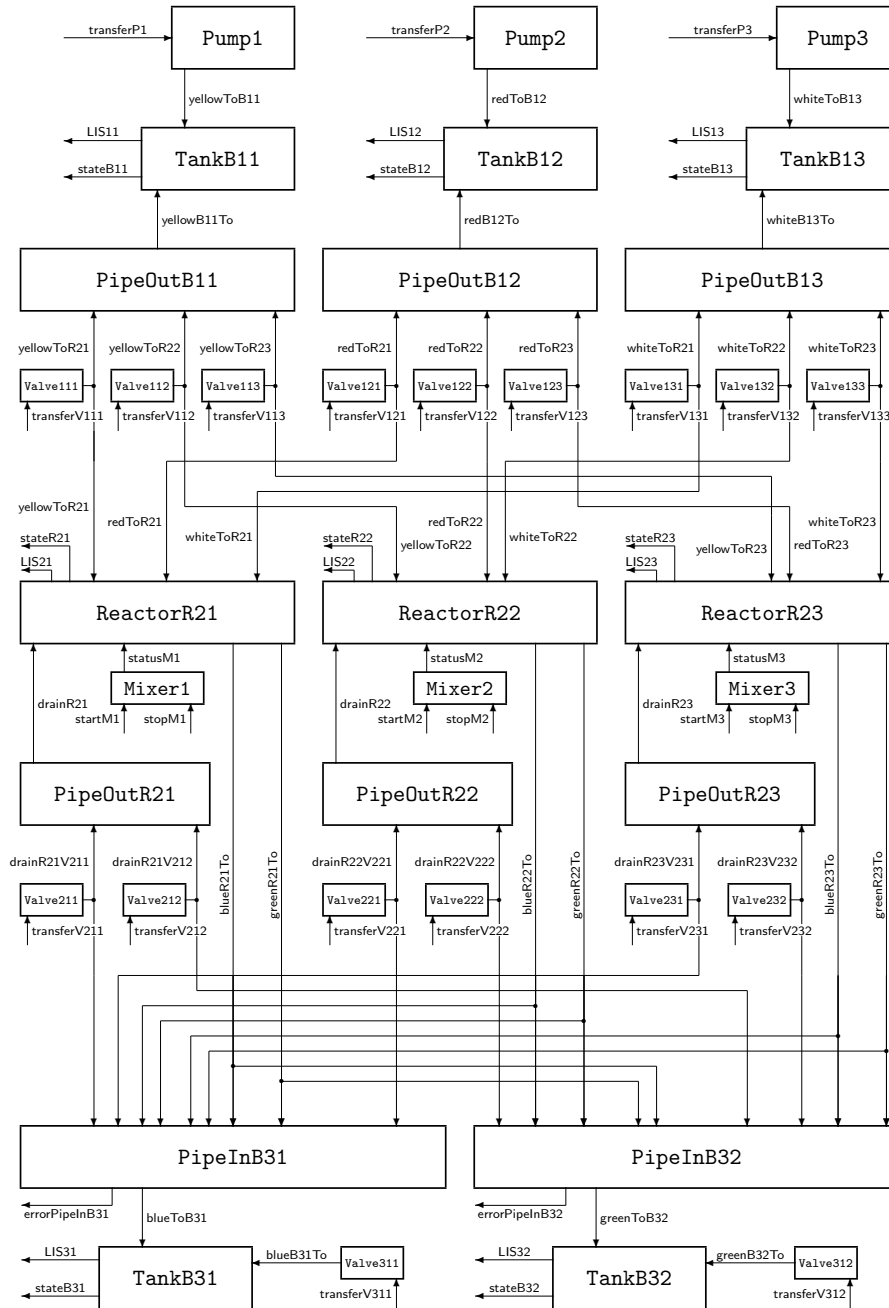 transferP1 Pump1 transferP2 Pump2 transferP3 Pump3
yellowToB11 redToB12 whiteToB13
LIS11 LIS12 LIS13
TankB11 TankB12 TankB13
stateB11 stateB12 stateB13
yellowB11To redB12To whiteB13To
PipeOutB11 PipeOutB12 PipeOutB13
yellowToR21 yellowToR22 yellowToR23 redToR21 redToR22 redToR23 whiteToR21 whiteToR22 whiteToR23
Valve111 Valve112 Valve113 Valve121 Valve122 Valve123 Valve131 Valve132 Valve133
transferV111 transferV112 transferV113 transferV121 transferV122 transferV123 transferV131 transferV132 transferV133
yellowToR21 redToR21 whiteToR21 redToR22 yellowToR22 whiteToR22 yellowToR23 redToR23 whiteToR23
stateR21 stateR22 stateR23
LIS21 LIS22 LIS23
ReactorR21 ReactorR22 ReactorR23
statusM1 statusM2 statusM3
drainR21 Mixer1 drainR22 Mixer2 drainR23 Mixer3
startM1 stopM1 startM2 stopM2 startM3 stopM3
PipeOutR21 PipeOutR22 PipeOutR23
drainR21V211 drainR21V212 blueR21To greenR21To drainR22V221 drainR22V222 blueR22To greenR22To drainR23V231 drainR23V232 blueR23To greenR23To
Valve211 Valve212 Valve221 Valve222 Valve231 Valve232
transferV211 transferV212 transferV221 transferV222 transferV231 transferV232
PipeInB31 PipeInB32
errorPipeInB31 blueToB31 errorPipeInB32 greenToB32
LIS31 blueB31To LIS32 greenB32To
TankB31 Valve311 TankB32 Valve312
stateB31 transferV311 stateB32 transferV312